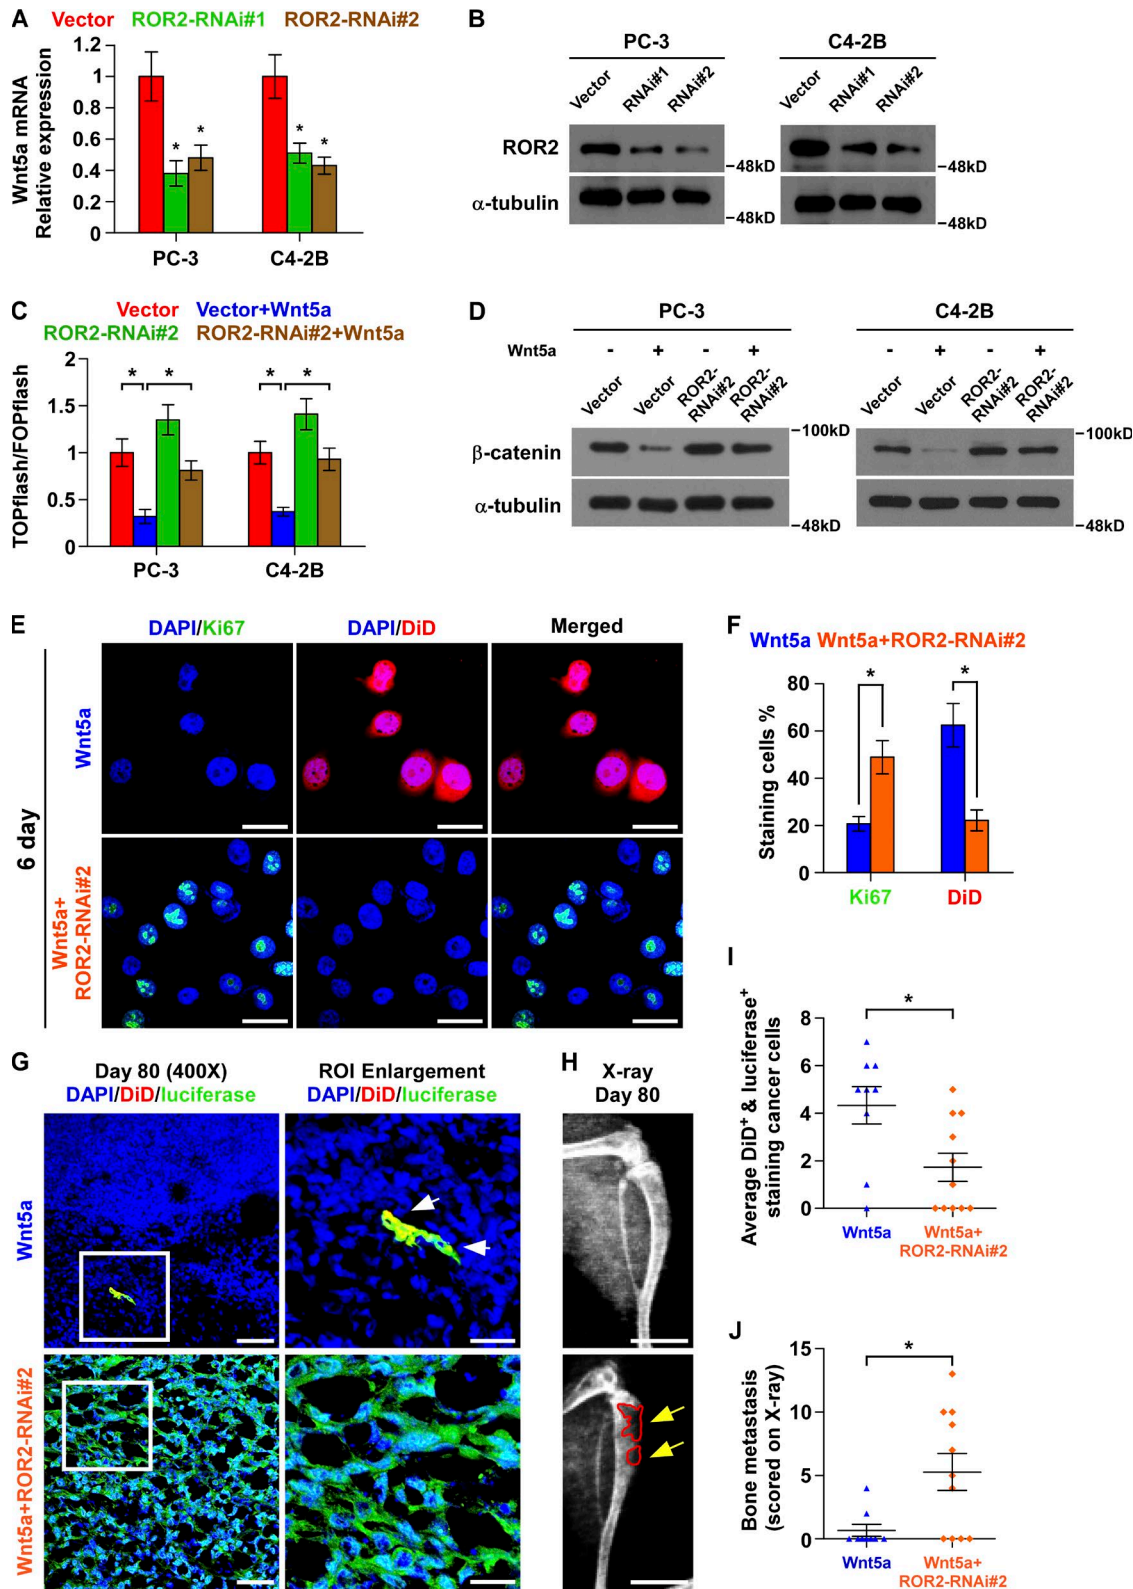 A
Vector ROR2-RNAi#1 ROR2-RNAi#2
Wnt5a mRNA
Relative expression
1.2
1
0.8
0.6
0.4
0.2
0
* * * *
PC-3 C4-2B
B
PC-3 C4-2B
Vector RNAi#1 RNAi#2 Vector RNAi#1 RNAi#2
ROR2
–48kD –48kD
α-tubulin
–48kD –48kD
C
Vector Vector+Wnt5a
ROR2-RNAi#2 ROR2-RNAi#2+Wnt5a
TOPflash/FOPflash
2
1.5
1
0.5
0
* * * *
PC-3 C4-2B
D
PC-3 C4-2B
Wnt5a - + - + - + - +
Vector Vector ROR2-RNAi#2 ROR2-RNAi#2 Vector Vector ROR2-RNAi#2 ROR2-RNAi#2
–100kD –100kD
β-catenin
α-tubulin
–48kD –48kD
E
DAPI/Ki67 DAPI/DiD Merged
6 day
Wnt5a
Wnt5a+
ROR2-RNAi#2
F
Wnt5a Wnt5a+ROR2-RNAi#2
Staining cells %
80
60
40
20
0
* *
Ki67 DiD
G
Day 80 (400X) ROI Enlargement
DAPI/DiD/luciferase DAPI/DiD/luciferase
Wnt5a
Wnt5a+ROR2-RNAi#2
H
X-ray
Day 80
I
Average DiD+ & luciferase+
staining cancer cells
8
6
4
2
0
*
Wnt5a Wnt5a+
ROR2-RNAi#2
J
Bone metastasis
(scored on X-ray)
15
10
5
0
*
Wnt5a Wnt5a+
ROR2-RNAi#2